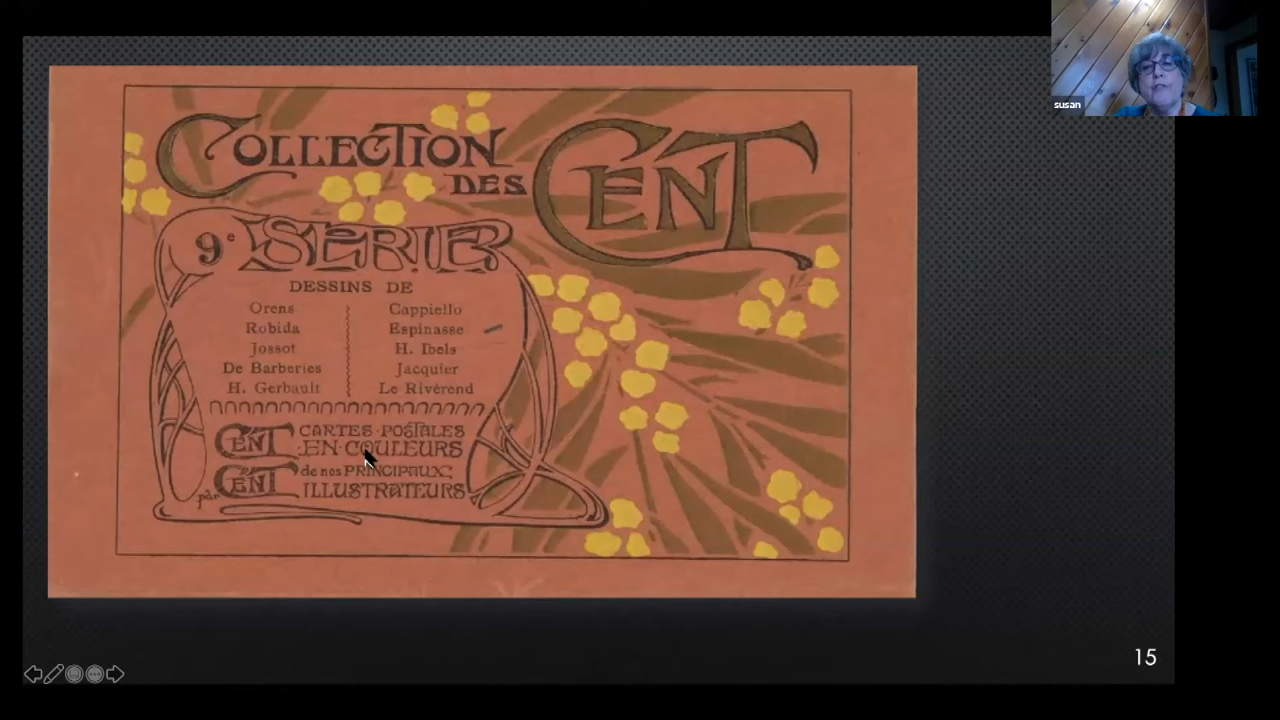 susan
COLLECTION
DES CENT
9e SÉRIE
DESSINS DE
Orens
Robida
Jossot
De Barberies
H. Gerbault
Cappiello
Espinasse
H. Ibels
Jacquier
Le Rivèrend
CENT CARTES·POSTALES
·EN·COULEURS
par CENT de nos PRINCIPAUX
ILLUSTRATEURS
15